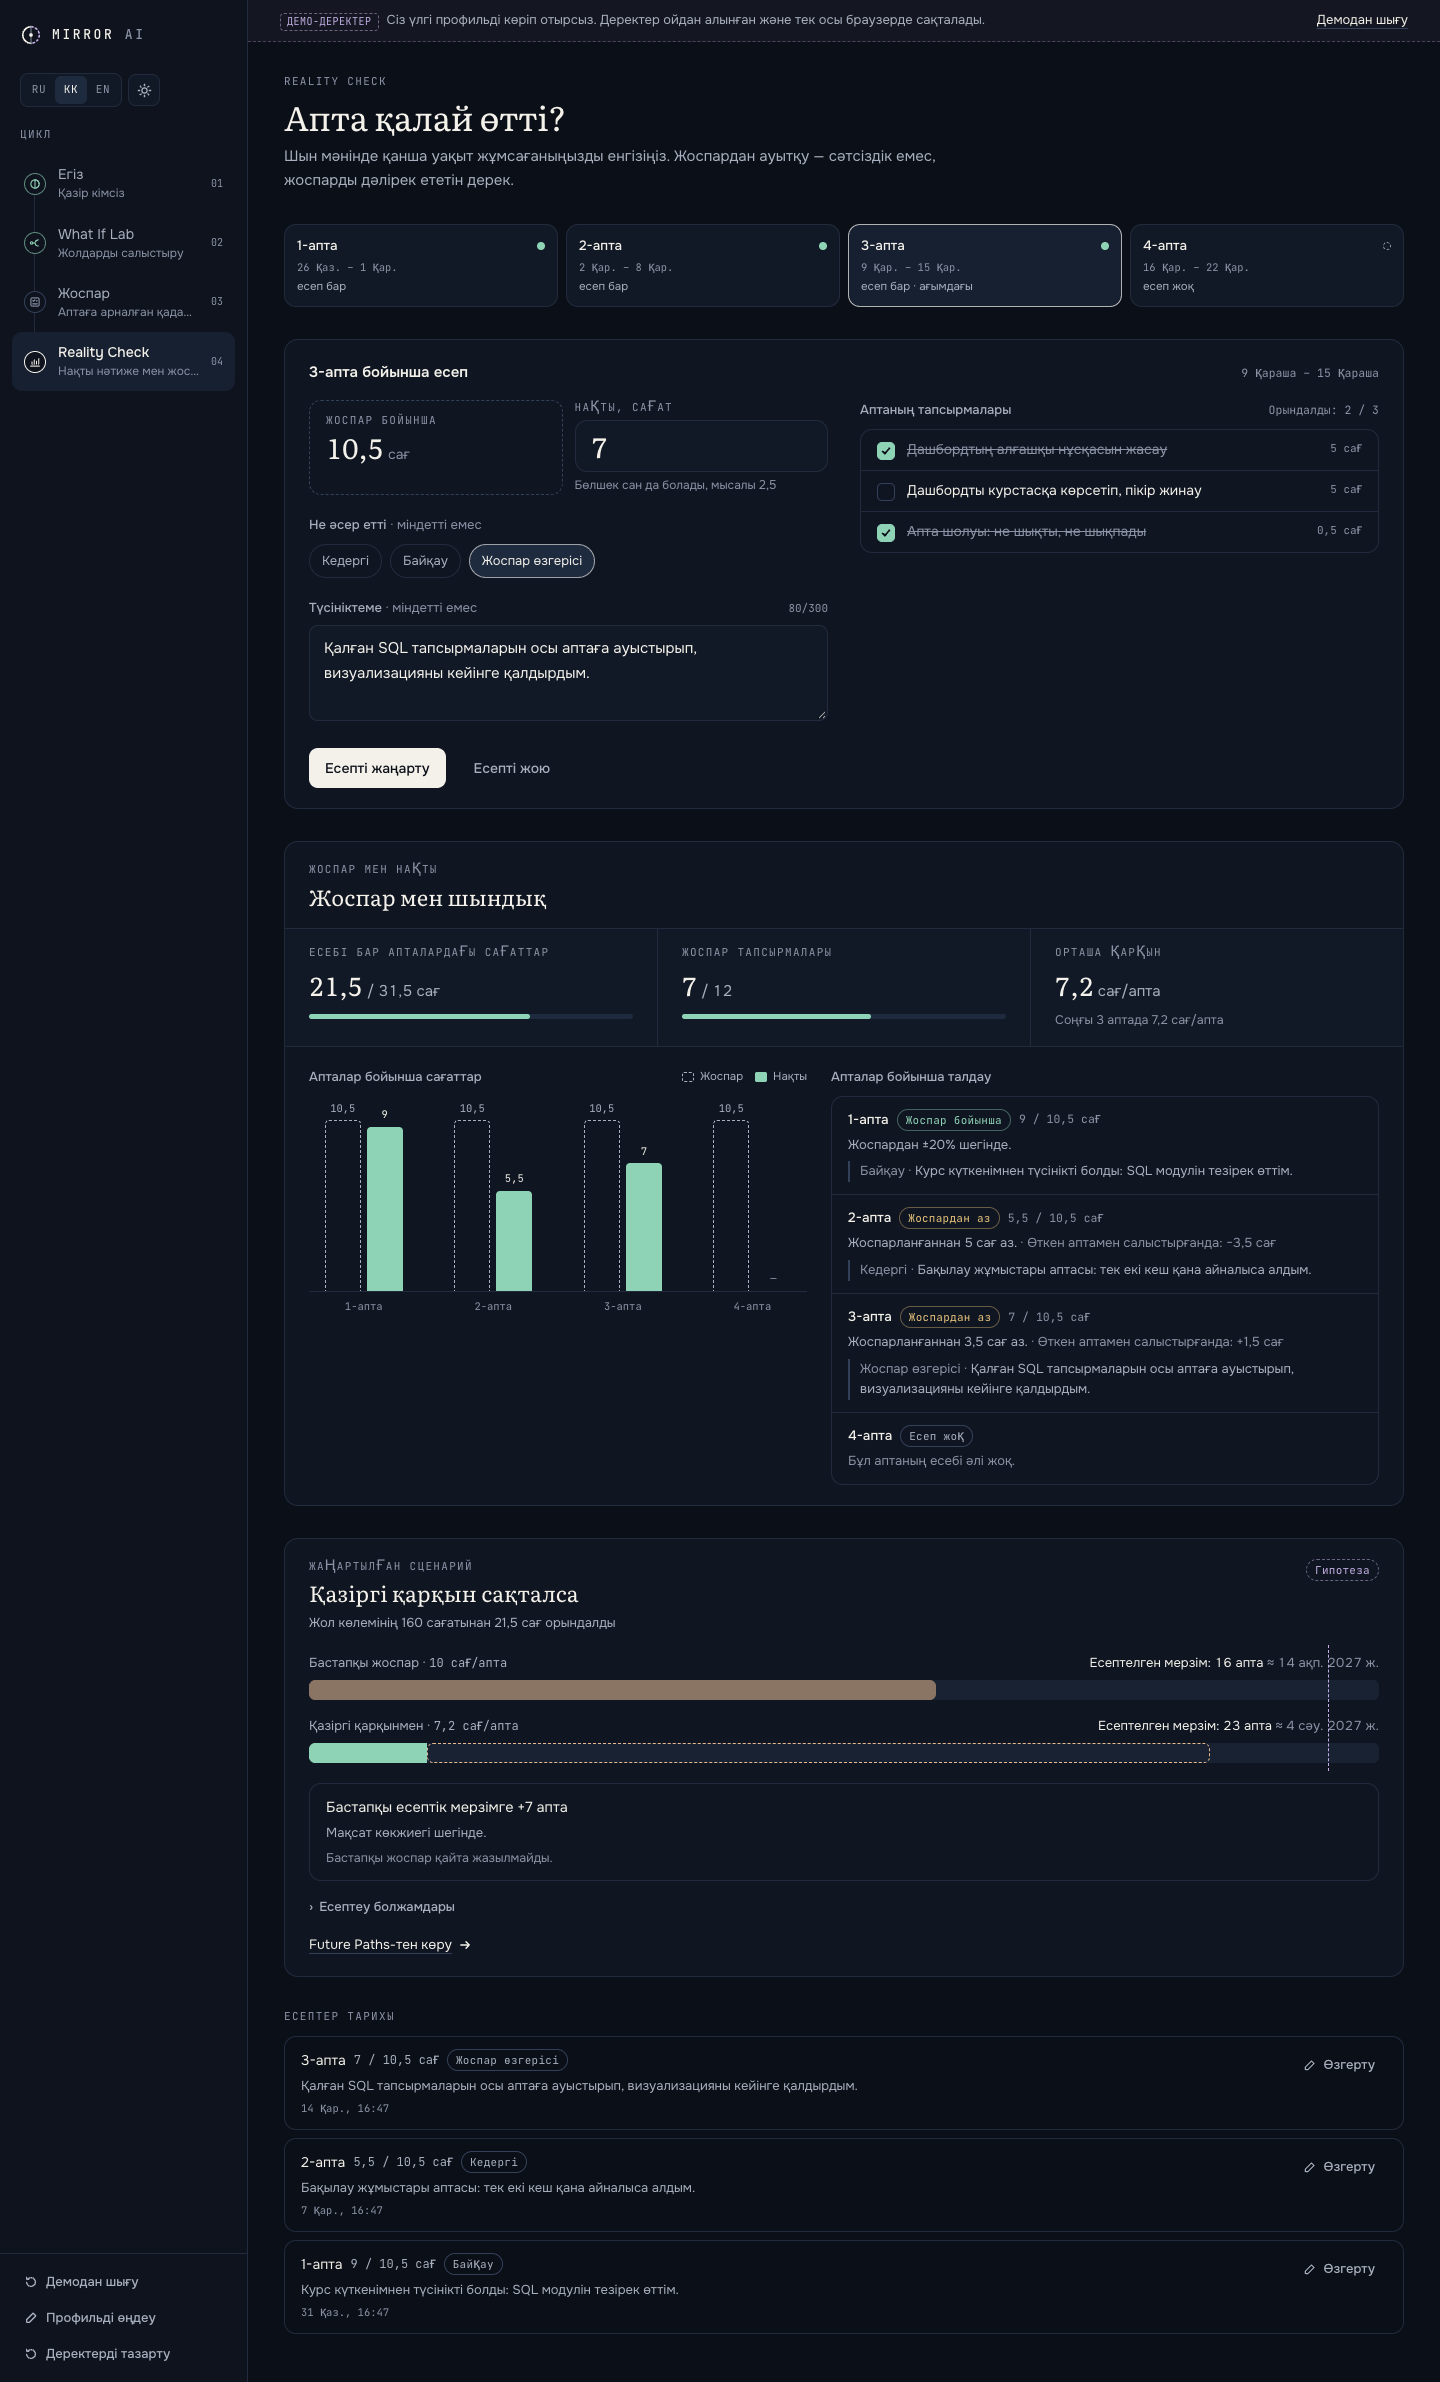 MIRROR AI
RU KK EN
ЦИКЛ
Егіз
Қазір кімсіз
01
What If Lab
Жолдарды салыстыру
02
Жоспар
Аптаға арналған қада...
03
Reality Check
Нақты нәтиже мен жос...
04
ДЕМО-ДЕРЕКТЕР Сіз үлгі профильді көріп отырсыз. Деректер ойдан алынған және тек осы браузерде сақталады. Демодан шығу
REALITY CHECK
Апта қалай өтті?
Шын мәнінде қанша уақыт жұмсағаныңызды енгізіңіз. Жоспардан ауытқу — сәтсіздік емес,
жоспарды дәлірек ететін дерек.
1-апта
26 Қаз. – 1 Қар.
есеп бар
2-апта
2 Қар. – 8 Қар.
есеп бар
3-апта
9 Қар. – 15 Қар.
есеп бар · ағымдағы
4-апта
16 Қар. – 22 Қар.
есеп жоқ
3-апта бойынша есеп
9 Қараша – 15 Қараша
ЖОСПАР БОЙЫНША
10,5 сағ
НАҚТЫ, САҒАТ
7
Бөлшек сан да болады, мысалы 2,5
Не әсер етті · міндетті емес
Кедергі Байқау Жоспар өзгерісі
Түсініктеме · міндетті емес 80/300
Қалған SQL тапсырмаларын осы аптаға ауыстырып,
визуализацияны кейінге қалдырдым.
Есепті жаңарту Есепті жою
Аптаның тапсырмалары Орындалды: 2 / 3
Дашбордтың алғашқы нұсқасын жасау 5 сағ
Дашбордты курстасқа көрсетіп, пікір жинау 5 сағ
Апта шолуы: не шықты, не шықпады 0,5 сағ
ЖОСПАР МЕН НАҚТЫ
Жоспар мен шындық
ЕСЕБІ БАР АПТАЛАРДАҒЫ САҒАТТАР
21,5 / 31,5 сағ
ЖОСПАР ТАПСЫРМАЛАРЫ
7 / 12
ОРТАША ҚАРҚЫН
7,2 сағ/апта
Соңғы 3 аптада 7,2 сағ/апта
Апталар бойынша сағаттар Жоспар Нақты
10,5 9 10,5 5,5 10,5 7 10,5 —
1-апта 2-апта 3-апта 4-апта
Апталар бойынша талдау
1-апта Жоспар бойынша 9 / 10,5 сағ
Жоспардан ±20% шегінде.
Байқау · Курс күткенімнен түсінікті болды: SQL модулін тезірек өттім.
2-апта Жоспардан аз 5,5 / 10,5 сағ
Жоспарланғаннан 5 сағ аз. · Өткен аптамен салыстырғанда: −3,5 сағ
Кедергі · Бақылау жұмыстары аптасы: тек екі кеш қана айналыса алдым.
3-апта Жоспардан аз 7 / 10,5 сағ
Жоспарланғаннан 3,5 сағ аз. · Өткен аптамен салыстырғанда: +1,5 сағ
Жоспар өзгерісі · Қалған SQL тапсырмаларын осы аптаға ауыстырып,
визуализацияны кейінге қалдырдым.
4-апта Есеп жоқ
Бұл аптаның есебі әлі жоқ.
ЖАҢАРТЫЛҒАН СЦЕНАРИЙ
Гипотеза
Қазіргі қарқын сақталса
Жол көлемінің 160 сағатынан 21,5 сағ орындалды
Бастапқы жоспар · 10 сағ/апта Есептелген мерзім: 16 апта ≈ 14 ақп. 2027 ж.
Қазіргі қарқынмен · 7,2 сағ/апта Есептелген мерзім: 23 апта ≈ 4 сәу. 2027 ж.
Бастапқы есептік мерзімге +7 апта
Мақсат көкжиегі шегінде.
Бастапқы жоспар қайта жазылмайды.
› Есептеу болжамдары
Future Paths-тен көру →
ЕСЕПТЕР ТАРИХЫ
3-апта 7 / 10,5 сағ Жоспар өзгерісі
Қалған SQL тапсырмаларын осы аптаға ауыстырып, визуализацияны кейінге қалдырдым.
14 Қар., 16:47
Өзгерту
2-апта 5,5 / 10,5 сағ Кедергі
Бақылау жұмыстары аптасы: тек екі кеш қана айналыса алдым.
7 Қар., 16:47
Өзгерту
1-апта 9 / 10,5 сағ Байқау
Курс күткенімнен түсінікті болды: SQL модулін тезірек өттім.
31 Қаз., 16:47
Өзгерту
Демодан шығу
Профильді өңдеу
Деректерді тазарту